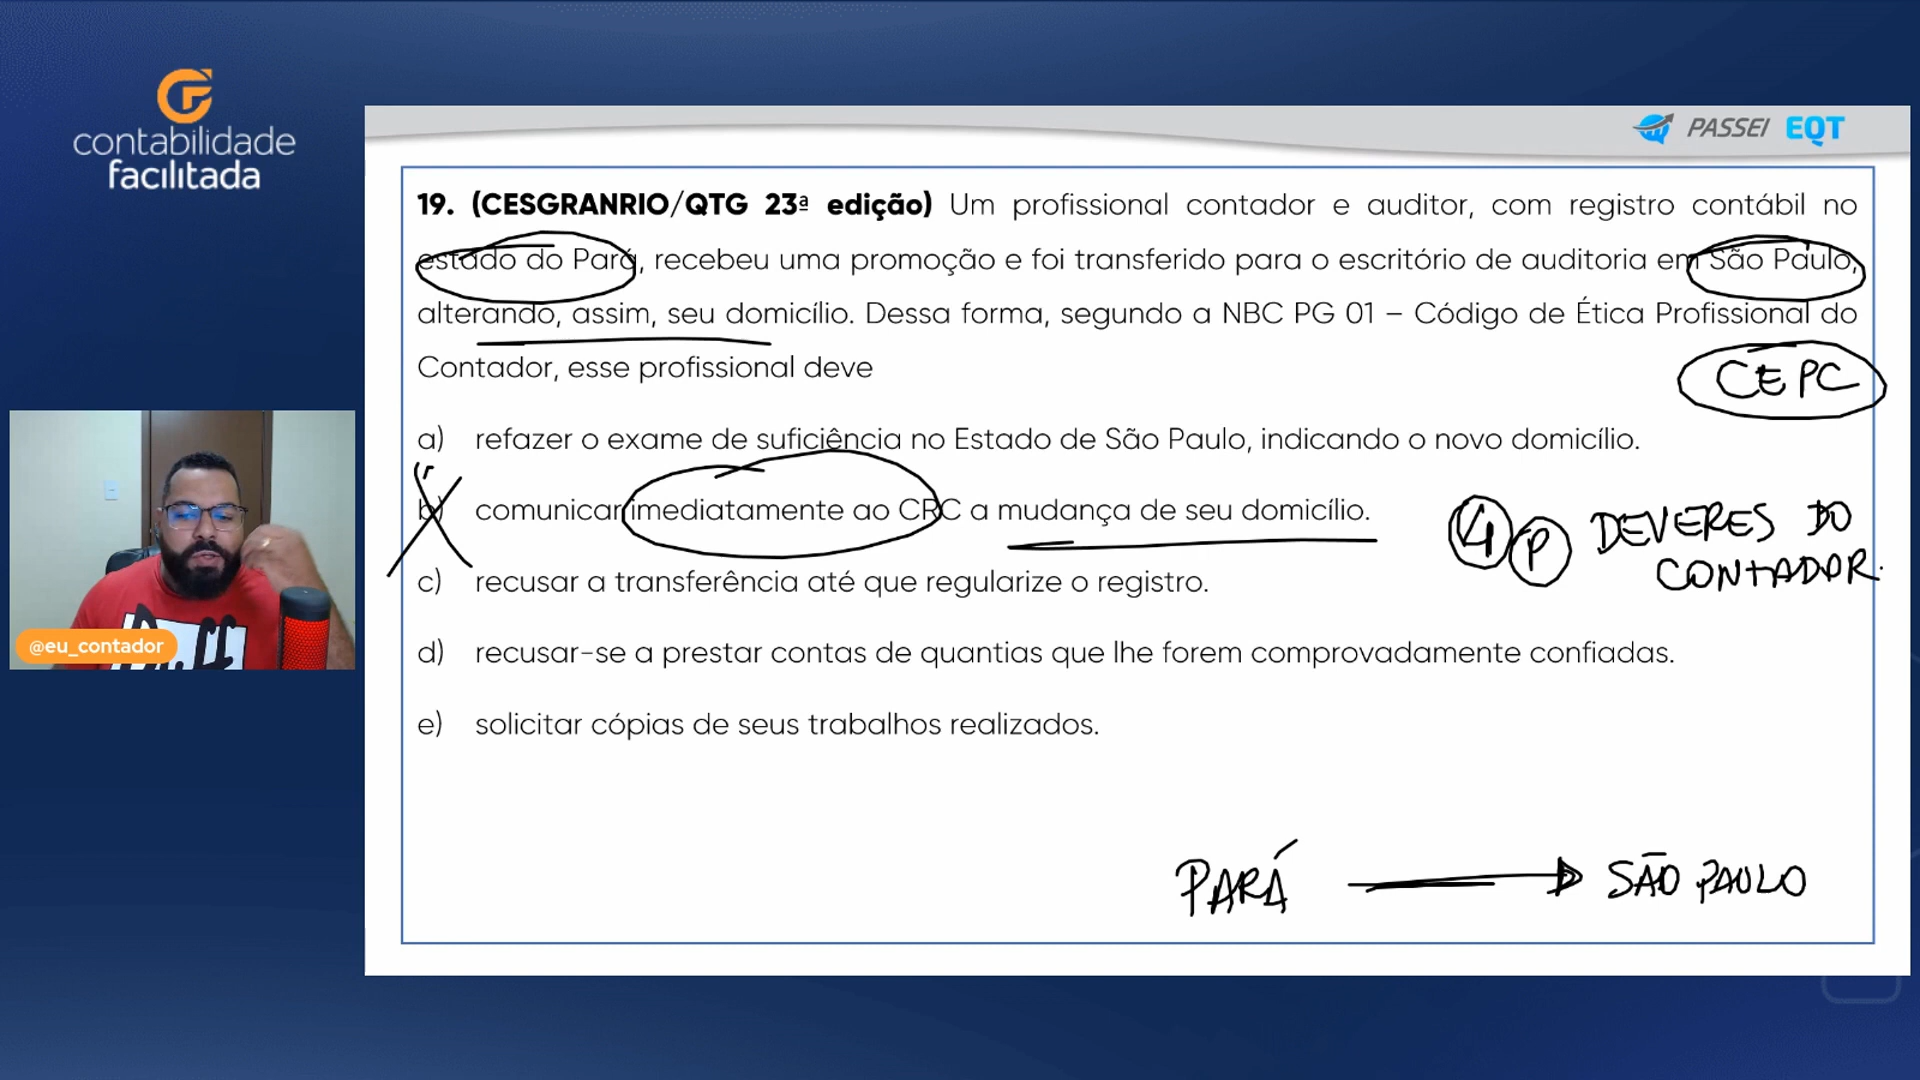 contabilidade
facilitada
PASSEI EQT
19. (CESGRANRIO/QTG 23ª edição) Um profissional contador e auditor, com registro contábil no
estado do Pará, recebeu uma promoção e foi transferido para o escritório de auditoria em São Paulo,
alterando, assim, seu domicílio. Dessa forma, segundo a NBC PG 01 – Código de Ética Profissional do
Contador, esse profissional deve
CEPC
a) refazer o exame de suficiência no Estado de São Paulo, indicando o novo domicílio.
b) comunicar imediatamente ao CRC a mudança de seu domicílio.
4 P DEVERES DO
CONTADOR.
c) recusar a transferência até que regularize o registro.
@eu_contador
d) recusar-se a prestar contas de quantias que lhe forem comprovadamente confiadas.
e) solicitar cópias de seus trabalhos realizados.
PARÁ SÃO PAULO